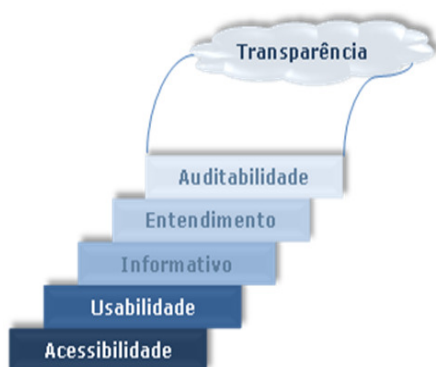 Transparência
Auditabilidade
Entendimento
Informativo
Usabilidade
Acessibilidade